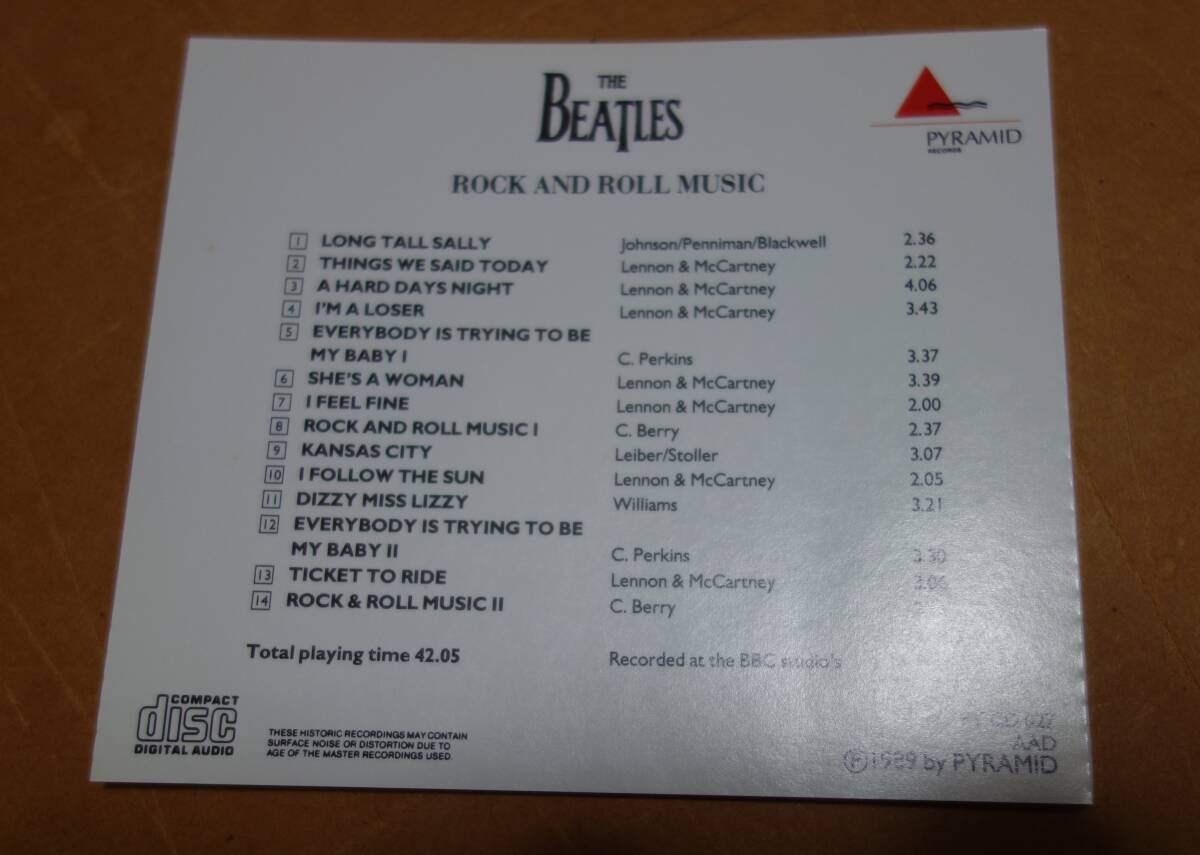 THE
BEATLES
PYRAMID
RECORDS
ROCK AND ROLL MUSIC
1 LONG TALL SALLY Johnson/Penniman/Blackwell 2.36
2 THINGS WE SAID TODAY Lennon & McCartney 2.22
3 A HARD DAYS NIGHT Lennon & McCartney 4.06
4 I'M A LOSER Lennon & McCartney 3.43
5 EVERYBODY IS TRYING TO BE
MY BABY I C. Perkins 3.37
6 SHE'S A WOMAN Lennon & McCartney 3.39
7 I FEEL FINE Lennon & McCartney 2.00
8 ROCK AND ROLL MUSIC I C. Berry 2.37
9 KANSAS CITY Leiber/Stoller 3.07
10 I FOLLOW THE SUN Lennon & McCartney 2.05
11 DIZZY MISS LIZZY Williams 3.21
12 EVERYBODY IS TRYING TO BE
MY BABY II C. Perkins 3.30
13 TICKET TO RIDE Lennon & McCartney 3.06
14 ROCK & ROLL MUSIC II C. Berry
Total playing time 42.05 Recorded at the BBC studio's
COMPACT
disc
DIGITAL AUDIO
THESE HISTORIC RECORDINGS MAY CONTAIN
SURFACE NOISE OR DISTORTION DUE TO
AGE OF THE MASTER RECORDINGS USED
CD 027
AAD
Ⓟ1989 by PYRAMID